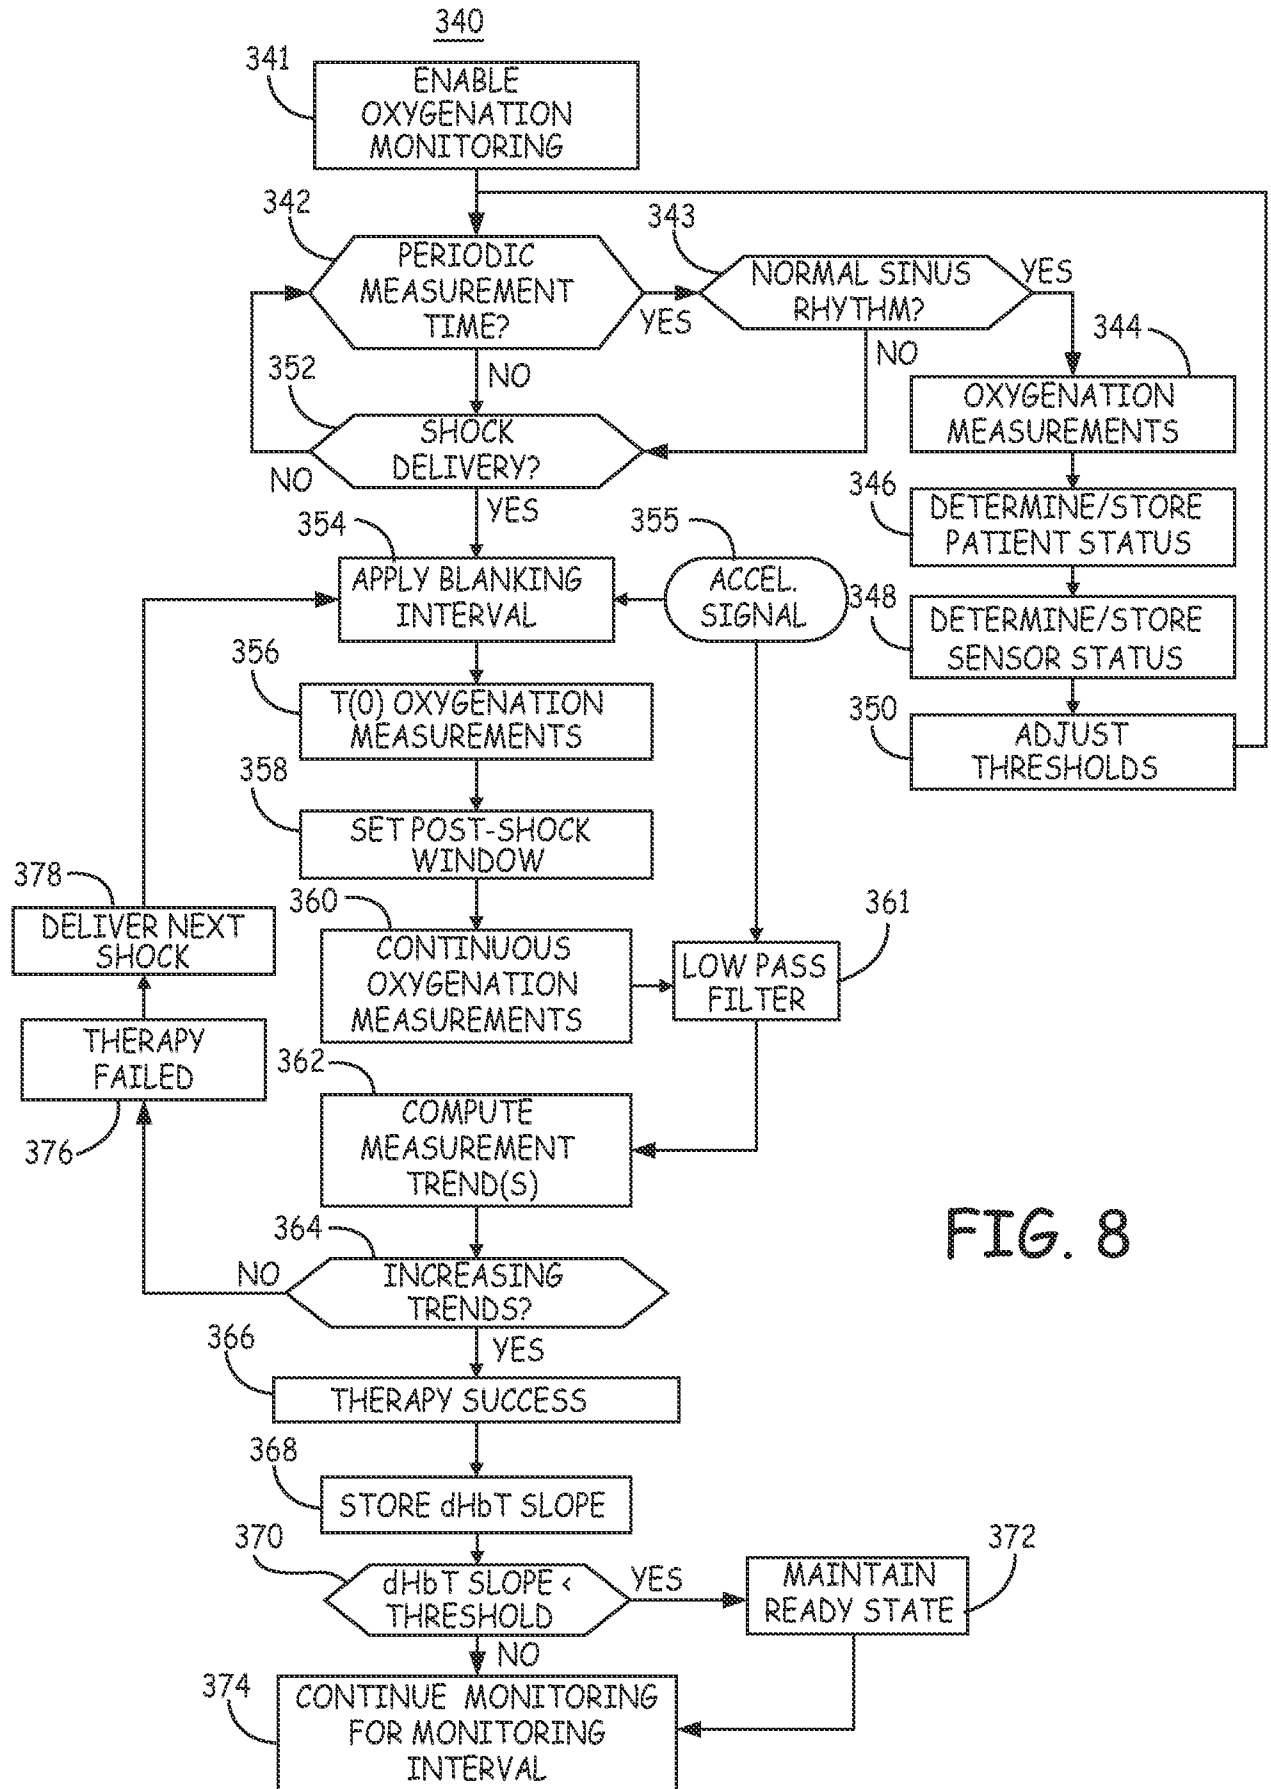 340
341
ENABLE
OXYGENATION
MONITORING
342
PERIODIC
MEASUREMENT
TIME?
YES
NO
343
NORMAL SINUS
RHYTHM?
YES
NO
344
OXYGENATION
MEASUREMENTS
346
DETERMINE/STORE
PATIENT STATUS
348
DETERMINE/STORE
SENSOR STATUS
350
ADJUST
THRESHOLDS
352
SHOCK
DELIVERY?
NO
YES
354
APPLY BLANKING
INTERVAL
355
ACCEL.
SIGNAL
356
T(0) OXYGENATION
MEASUREMENTS
358
SET POST-SHOCK
WINDOW
360
CONTINUOUS
OXYGENATION
MEASUREMENTS
361
LOW PASS
FILTER
362
COMPUTE
MEASUREMENT
TREND(S)
364
INCREASING
TRENDS?
NO
YES
378
DELIVER NEXT
SHOCK
THERAPY
FAILED
376
366
THERAPY SUCCESS
368
STORE dHbT SLOPE
370
dHbT SLOPE <
THRESHOLD
YES
NO
372
MAINTAIN
READY STATE
374
CONTINUE MONITORING
FOR MONITORING
INTERVAL
FIG. 8